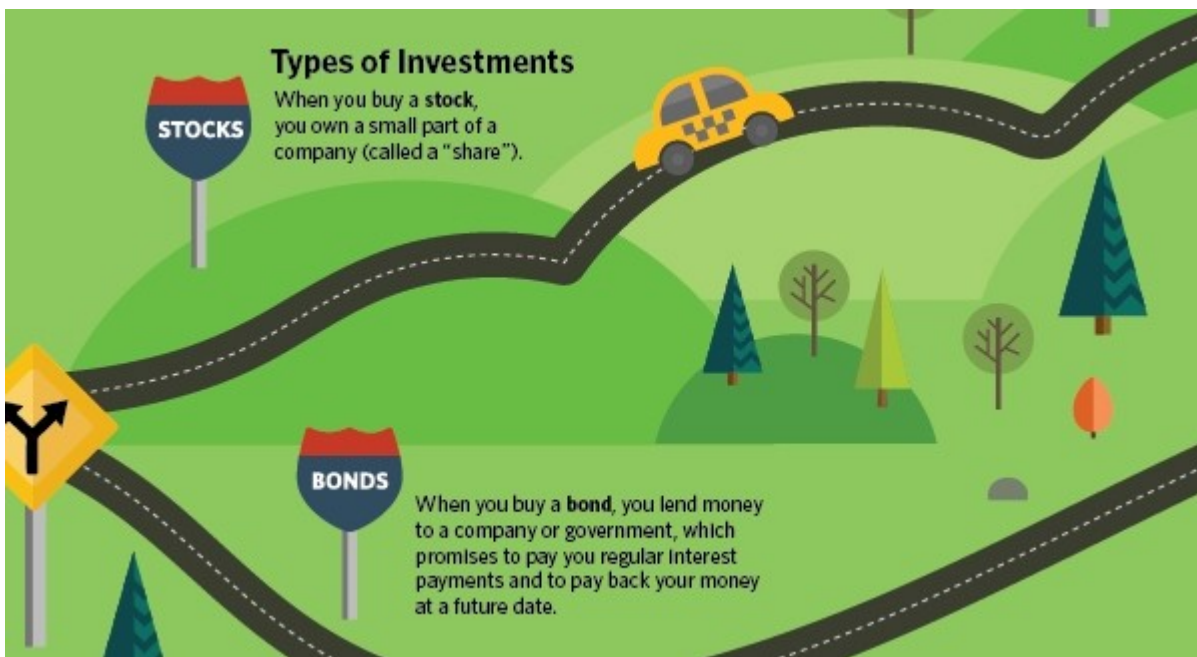 Types of Investments
STOCKS
When you buy a stock,
you own a small part of a
company (called a “share”).
BONDS
When you buy a bond, you lend money
to a company or government, which
promises to pay you regular interest
payments and to pay back your money
at a future date.